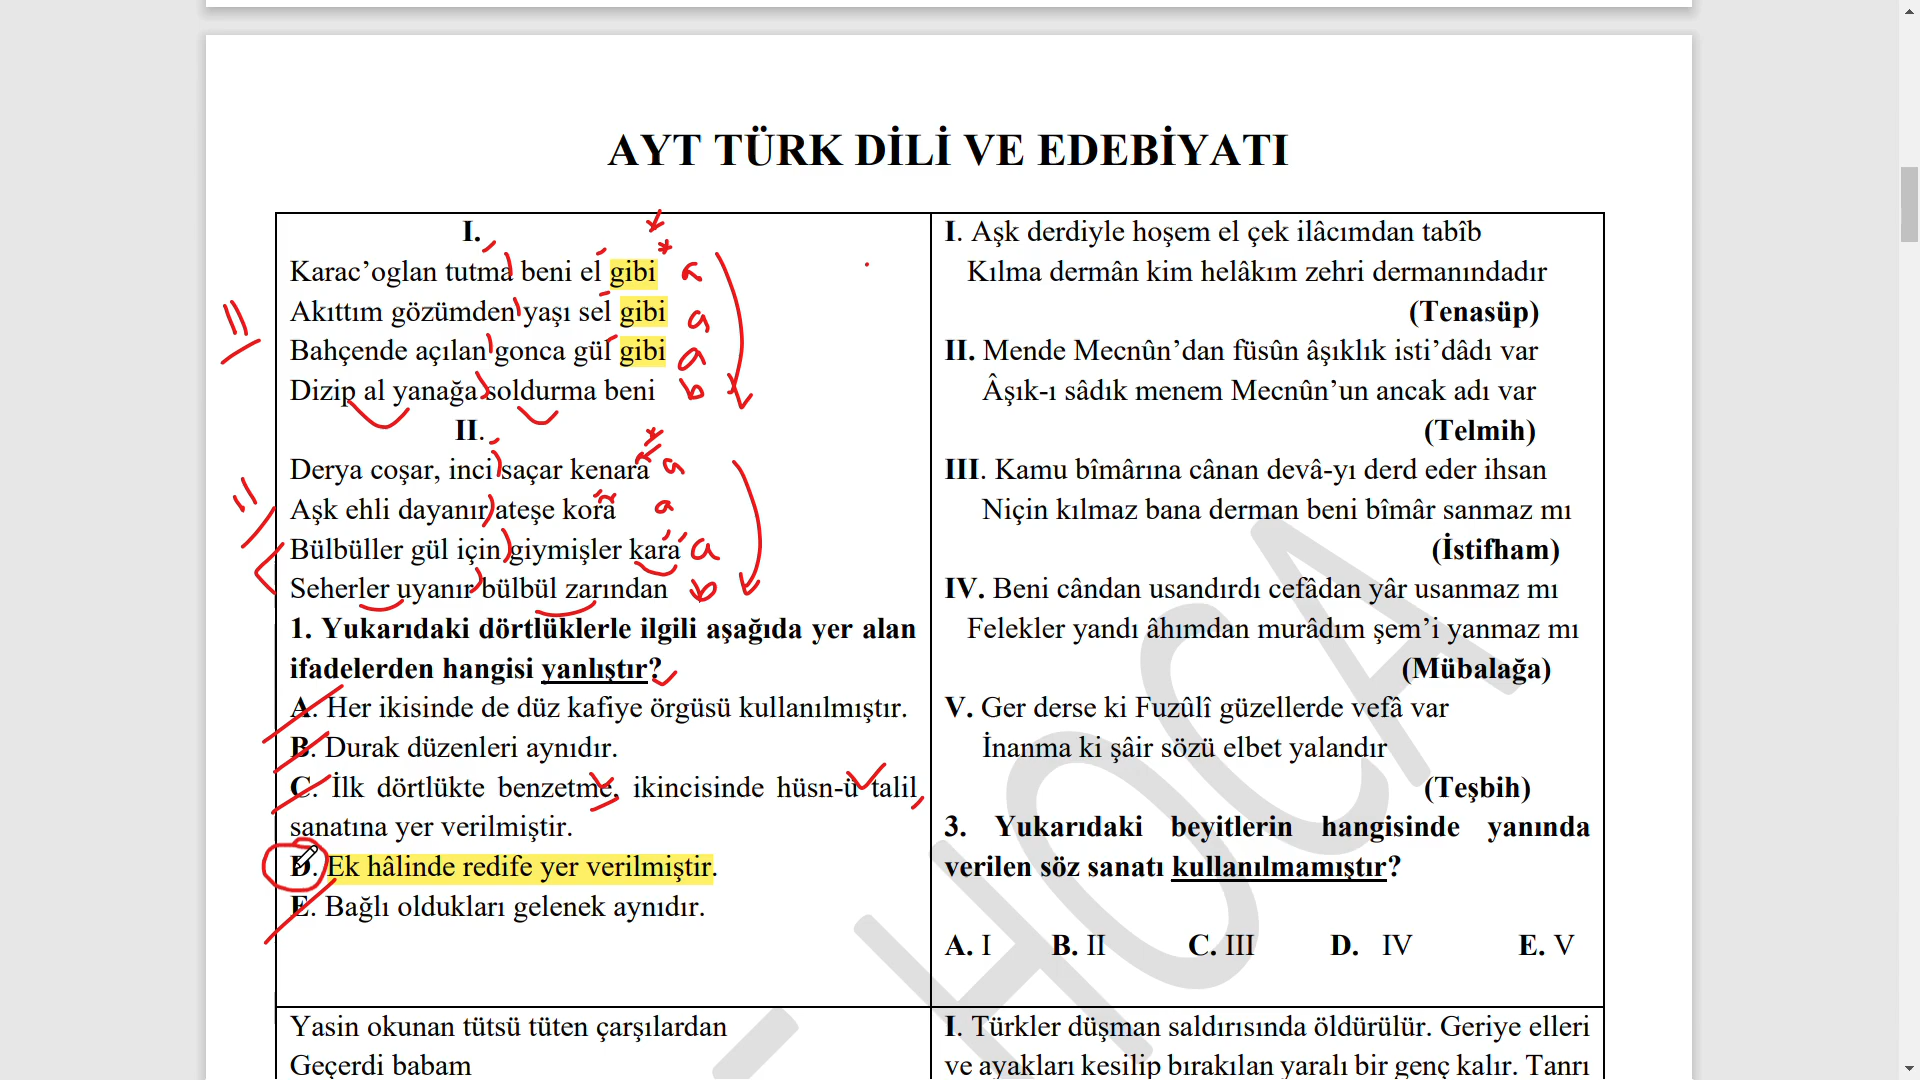 AYT TÜRK DİLİ VE EDEBİYATI
I.
Karac’oglan tutma beni el gibi a
Akıttım gözümden yaşı sel gibi a
Bahçende açılan gonca gül gibi a
Dizip al yanağa soldurma beni b
11
II.
Derya coşar, inci saçar kenara a
Aşk ehli dayanır ateşe kora a
Bülbüller gül için giymişler kara a
Seherler uyanır bülbül zarından b
11
1. Yukarıdaki dörtlüklerle ilgili aşağıda yer alan
ifadelerden hangisi yanlıştır?
A. Her ikisinde de düz kafiye örgüsü kullanılmıştır.
B. Durak düzenleri aynıdır.
C. İlk dörtlükte benzetme, ikincisinde hüsn-ü talil
sanatına yer verilmiştir.
D. Ek hâlinde redife yer verilmiştir.
E. Bağlı oldukları gelenek aynıdır.
I. Aşk derdiyle hoşem el çek ilâcımdan tabîb
Kılma dermân kim helâkım zehri dermanındadır
(Tenasüp)
II. Mende Mecnûn’dan füsûn âşıklık isti’dâdı var
Âşık-ı sâdık menem Mecnûn’un ancak adı var
(Telmih)
III. Kamu bîmârına cânan devâ-yı derd eder ihsan
Niçin kılmaz bana derman beni bîmâr sanmaz mı
(İstifham)
IV. Beni cândan usandırdı cefâdan yâr usanmaz mı
Felekler yandı âhımdan murâdım şem’i yanmaz mı
(Mübalağa)
V. Ger derse ki Fuzûlî güzellerde vefâ var
İnanma ki şâir sözü elbet yalandır
(Teşbih)
3. Yukarıdaki beyitlerin hangisinde yanında
verilen söz sanatı kullanılmamıştır?
A. I B. II C. III D. IV E. V
Yasin okunan tütsü tüten çarşılardan
Geçerdi babam
I. Türkler düşman saldırısında öldürülür. Geriye elleri
ve ayakları kesilip bırakılan yaralı bir genç kalır. Tanrı
HOCA